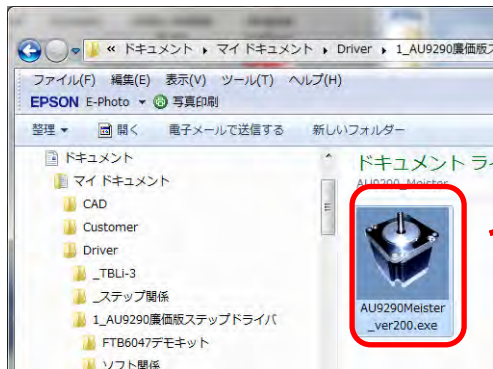 « ドキュメント ▸ マイ ドキュメント ▸ Driver ▸ 1_AU9290廉価版ス
ファイル(F) 編集(E) 表示(V) ツール(T) ヘルプ(H)
EPSON E-Photo 写真印刷
整理 開く 電子メールで送信する 新しいフォルダー
ドキュメント
マイ ドキュメント
CAD
Customer
Driver
_TBLi-3
_ステップ関係
1_AU9290廉価版ステップドライバ
FTB6047デモキット
ソフト関係
ドキュメント ライ
AU9290_Meister
AU9290Meister
_ver200.exe